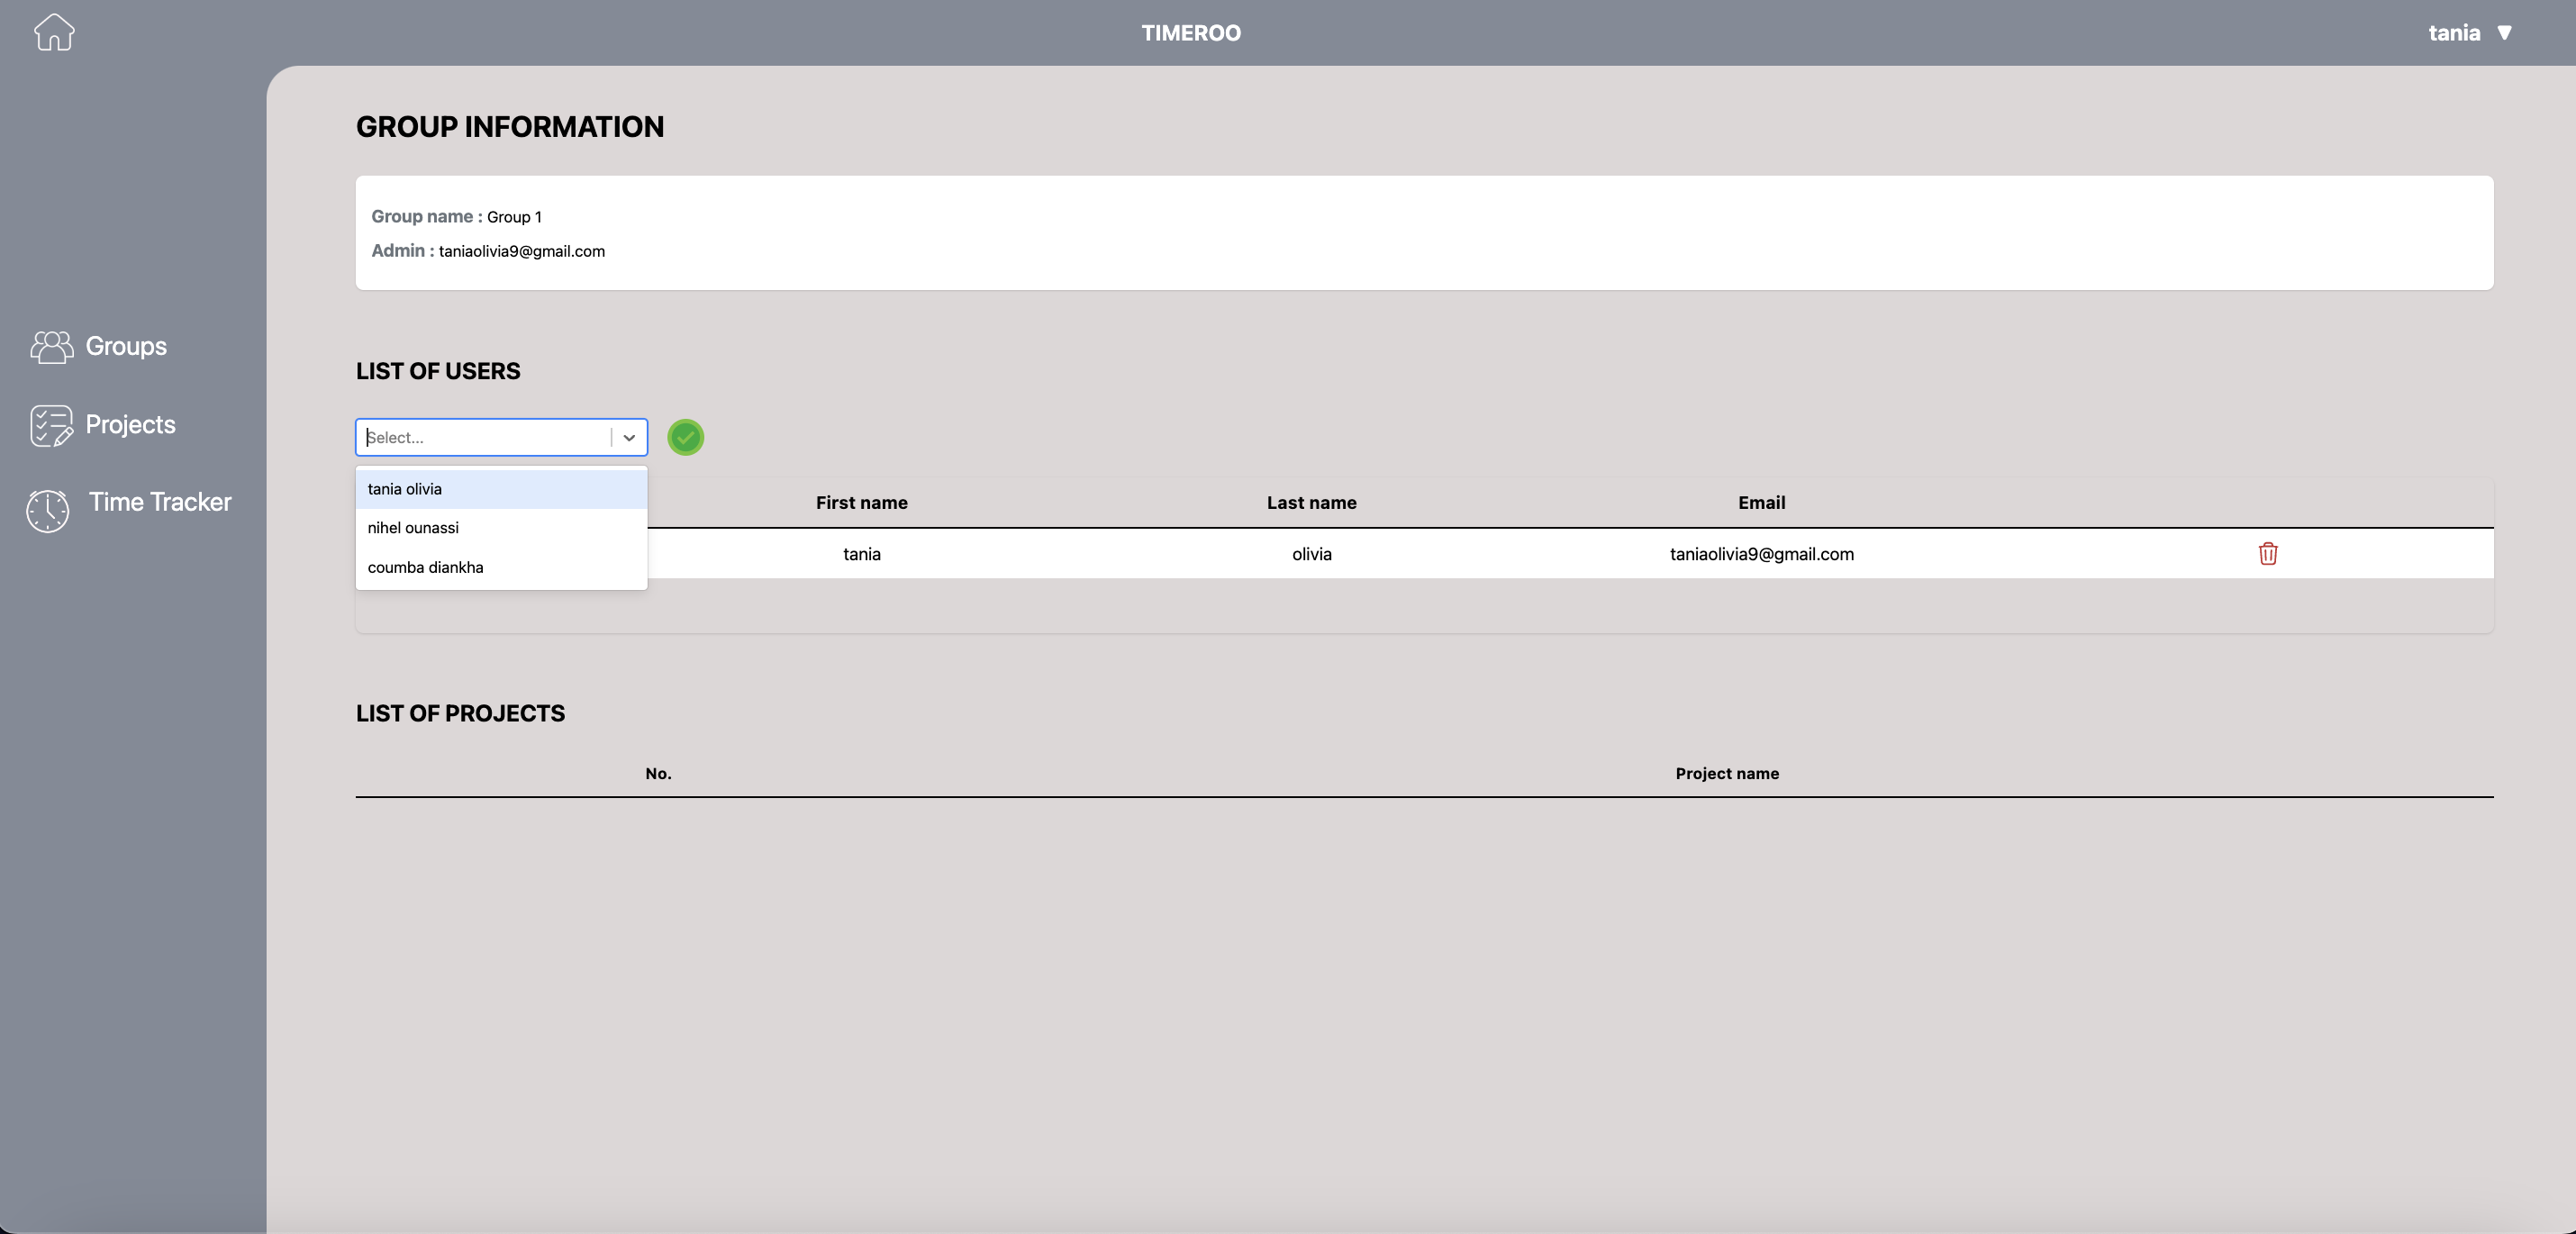 TIMEROO
tania ▼
GROUP INFORMATION
Group name : Group 1
Admin : taniaolivia9@gmail.com
Groups
Projects
Time Tracker
LIST OF USERS
Select...
tania olivia
nihel ounassi
coumba diankha
First name Last name Email
tania olivia taniaolivia9@gmail.com
LIST OF PROJECTS
No. Project name